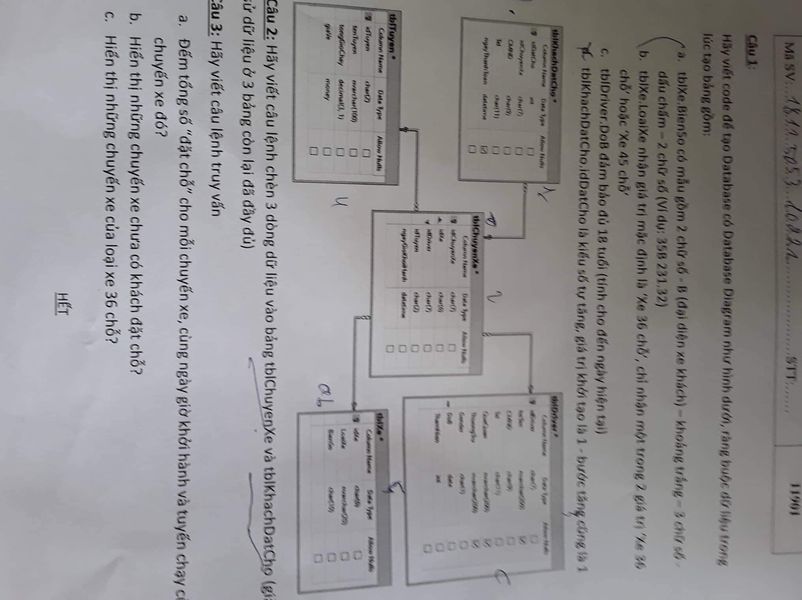 Mã SV:
STT:
11901
Câu 1:
Hãy viết code để tạo Database có Database Diagram như hình dưới, ràng buộc dữ liệu trong
lúc tạo bảng gồm:
a. tblXe.BienSo có mẫu gồm 2 chữ số - B (đại diện xe khách) – khoảng trắng – 3 chữ số .
dấu chấm – 2 chữ số (Ví dụ: 35B 231.32)
b. tblXe.LoaiXe nhận giá trị mặc định là 'Xe 36 chỗ', chỉ nhận một trong 2 giá trị 'Xe 36
chỗ' hoặc 'Xe 45 chỗ'
c. tblDriver.DoB đảm bảo đủ 18 tuổi (tính cho đến ngày hiện tại)
tblKhachDatCho.idDatCho là kiểu số tự tăng, giá trị khởi tạo là 1 - bước tăng cũng là 1
tblKhachDatCho *
Column Name Data Type Allow Nulls
idDatCho int
idChuyenXe char(7)
CMND char(9)
Tel char(11)
ngayThanhToan datetime
tblDriver *
Column Name Data Type Allow Nulls
idDriver char(7)
hoTen nvarchar(200)
CMND char(9)
Tel char(11)
QueQuan nvarchar(200)
ThuongTru nvarchar(200)
Gender char(1)
DoB date
ThamNien int
tblChuyenXe *
Column Name Data Type Allow Nulls
idChuyenXe char(7)
idXe char(6)
idDriver char(7)
idTuyen char(2)
ngayGioKhoiHanh datetime
tblTuyen *
Column Name Data Type Allow Nulls
idTuyen char(2)
tenTuyen nvarchar(100)
tongGioChay decimal(3, 1)
giaVe money
tblXe *
Column Name Data Type Allow Nulls
idXe char(6)
LoaiXe nvarchar(20)
BienSo char(10)
Câu 2: Hãy viết câu lệnh chèn 3 dòng dữ liệu vào bảng tblChuyenXe và tblKhachDatCho (giả
sử dữ liệu ở 3 bảng còn lại đã đầy đủ)
Câu 3: Hãy viết câu lệnh truy vấn
a. Đếm tổng số "đặt chỗ" cho mỗi chuyến xe, cùng ngày giờ khởi hành và tuyến chạy
chuyến xe đó?
b. Hiển thị những chuyến xe chưa có khách đặt chỗ?
c. Hiển thị những chuyến xe của loại xe 36 chỗ?
HẾT